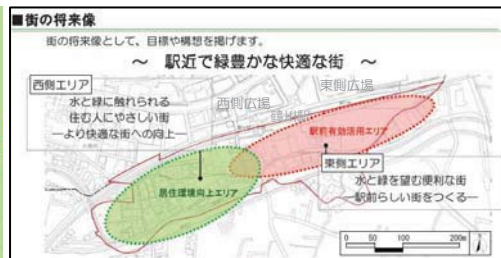 ■街の将来像
街の将来像として、目標や構想を掲げます。
～ 駅近で緑豊かな快適な街 ～
西側エリア
水と緑に触れられる
住む人にやさしい街
―より快適な街への向上―
東側広場
西側広場
駅前有効活用エリア
居住環境向上エリア
東側エリア
水と緑を望む便利な街
―駅前らしい街をつくる―
0 50 100 200m